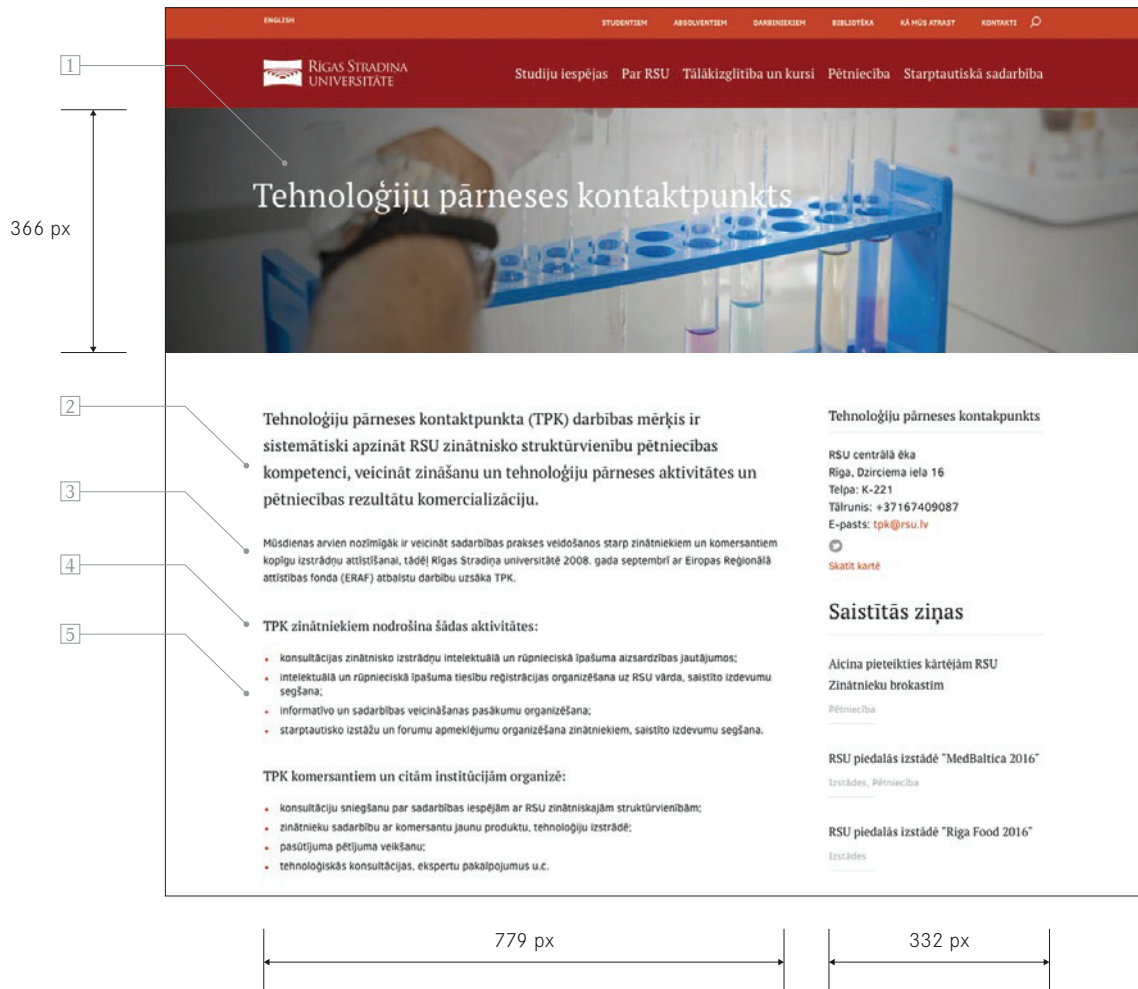 ENGLISH
STUDENTIEM ABSOLVENTIEM DARBINIEKIEM BIBLIOTĒKA KĀ MŪS ATRAST KONTAKTI
1
RĪGAS STRADIŅA
UNIVERSITĀTE
Studiju iespējas Par RSU Tālākizglītība un kursi Pētniecība Starptautiskā sadarbība
Tehnoloģiju pārneses kontaktpunkts
366 px
2
Tehnoloģiju pārneses kontaktpunkta (TPK) darbības mērķis ir
sistemātiski apzināt RSU zinātnisko struktūrvienību pētniecības
kompetenci, veicināt zināšanu un tehnoloģiju pārneses aktivitātes un
pētniecības rezultātu komercializāciju.
3
Mūsdienas arvien nozīmīgāk ir veicināt sadarbības prakses veidošanos starp zinātniekiem un komersantiem
kopīgu izstrādņu attīstīšanai, tādēļ Rīgas Stradiņa universitātē 2008. gada septembrī ar Eiropas Reģionālā
attīstības fonda (ERAF) atbalstu darbību uzsāka TPK.
4
TPK zinātniekiem nodrošina šādas aktivitātes:
5
konsultācijas zinātnisko izstrādņu intelektuālā un rūpnieciskā īpašuma aizsardzības jautājumos;
intelektuālā un rūpnieciskā īpašuma tiesību reģistrācijas organizēšana uz RSU vārda, saistīto izdevumu
segšana;
informatīvo un sadarbības veicināšanas pasākumu organizēšana;
starptautisko izstāžu un forumu apmeklējumu organizēšana zinātniekiem, saistīto izdevumu segšana.
TPK komersantiem un citām institūcijām organizē:
konsultāciju sniegšanu par sadarbības iespējām ar RSU zinātniskajām struktūrvienībām;
zinātnieku sadarbību ar komersantu jaunu produktu, tehnoloģiju izstrādē;
pasūtījuma pētījuma veikšanu;
tehnoloģiskās konsultācijas, ekspertu pakalpojumus u.c.
Tehnoloģiju pārneses kontakpunkts
RSU centrālā ēka
Rīga, Dzirciema iela 16
Telpa: K-221
Tālrunis: +37167409087
E-pasts: tpk@rsu.lv
Skatīt kartē
Saistītās ziņas
Aicina pieteikties kārtējām RSU
Zinātnieku brokastīm
Pētniecība
RSU piedalās izstādē "MedBaltica 2016"
Izstādes, Pētniecība
RSU piedalās izstādē "Riga Food 2016"
Izstādes
779 px
332 px